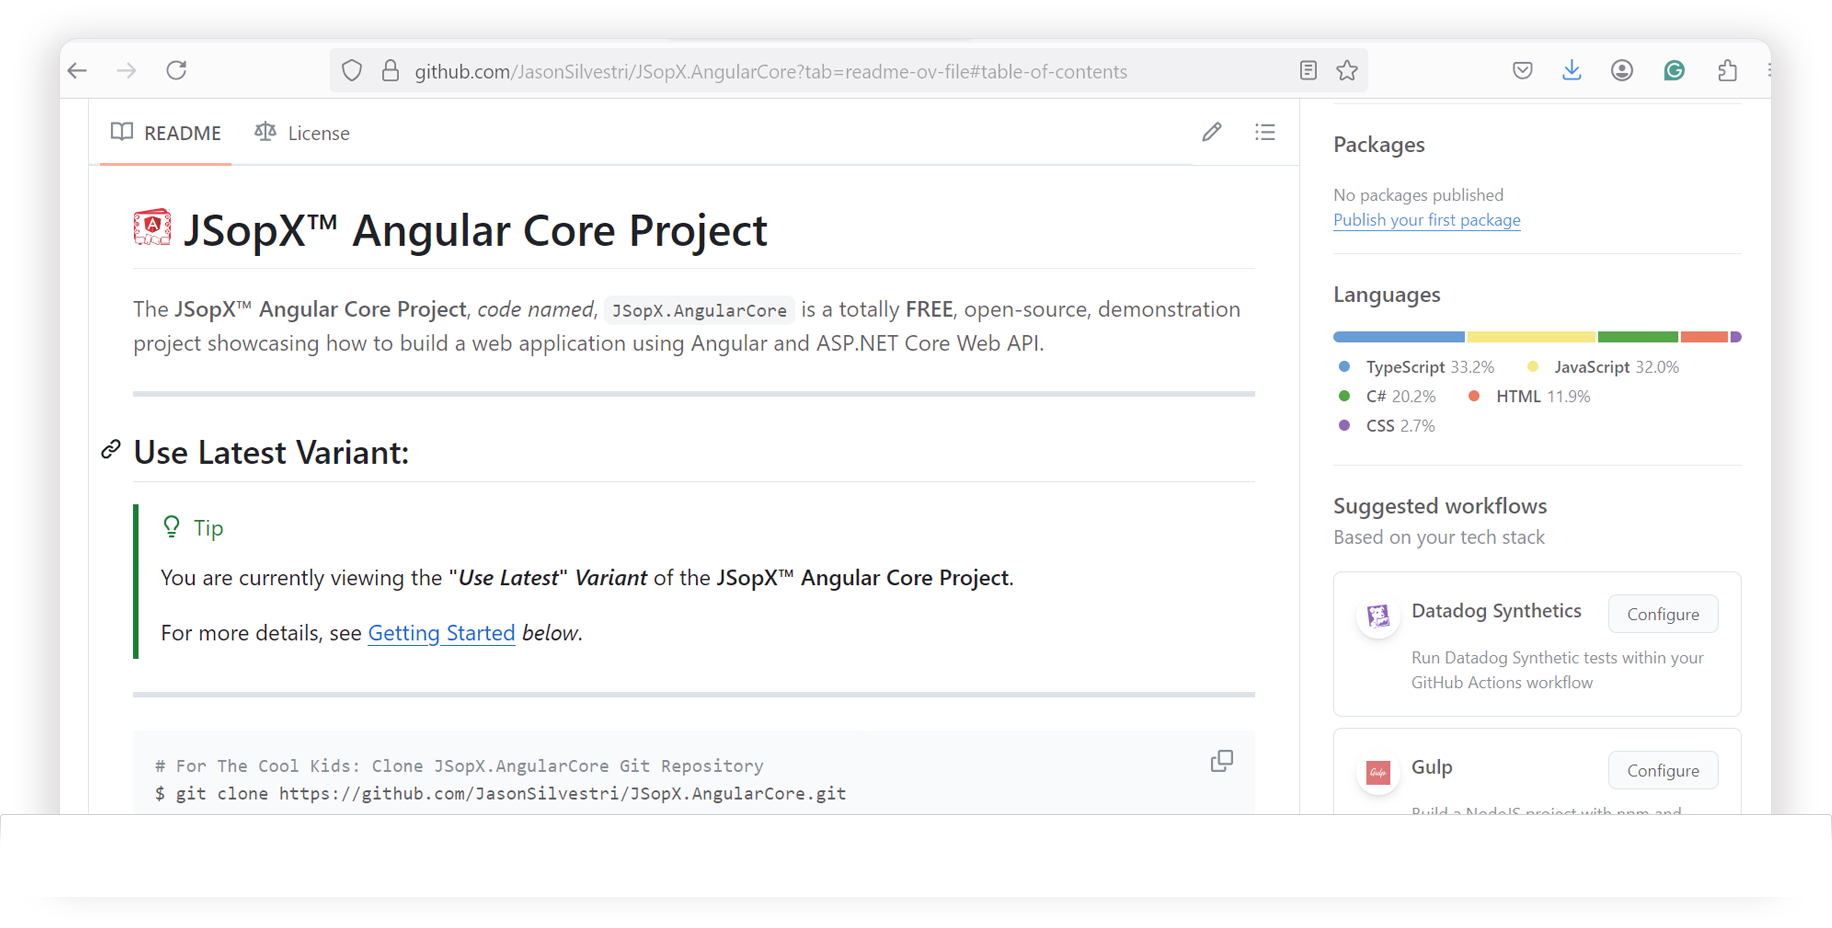 github.com/JasonSilvestri/JSopX.AngularCore?tab=readme-ov-file#table-of-contents
README License
JSopX™ Angular Core Project
The JSopX™ Angular Core Project, code named, JSopX.AngularCore is a totally FREE, open-source, demonstration
project showcasing how to build a web application using Angular and ASP.NET Core Web API.
Use Latest Variant:
Tip
You are currently viewing the "Use Latest" Variant of the JSopX™ Angular Core Project.
For more details, see Getting Started below.
# For The Cool Kids: Clone JSopX.AngularCore Git Repository
$ git clone https://github.com/JasonSilvestri/JSopX.AngularCore.git
Packages
No packages published
Publish your first package
Languages
TypeScript 33.2% JavaScript 32.0%
C# 20.2% HTML 11.9%
CSS 2.7%
Suggested workflows
Based on your tech stack
Datadog Synthetics Configure
Run Datadog Synthetic tests within your
GitHub Actions workflow
Gulp Configure
Build a NodeJS project with npm and